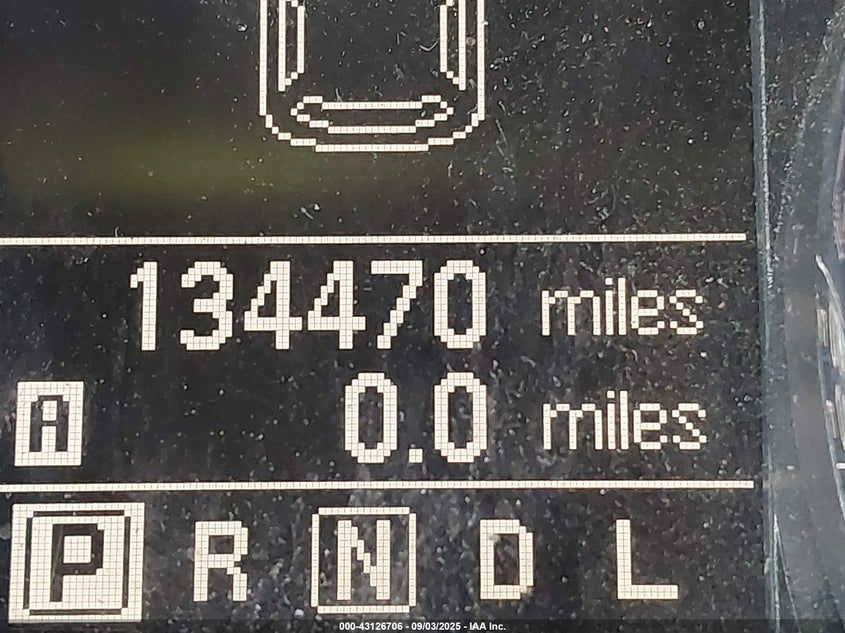 134470 miles
A 0.0 miles
P R N D L
000-43126706 - 09/03/2025 - IAA Inc.